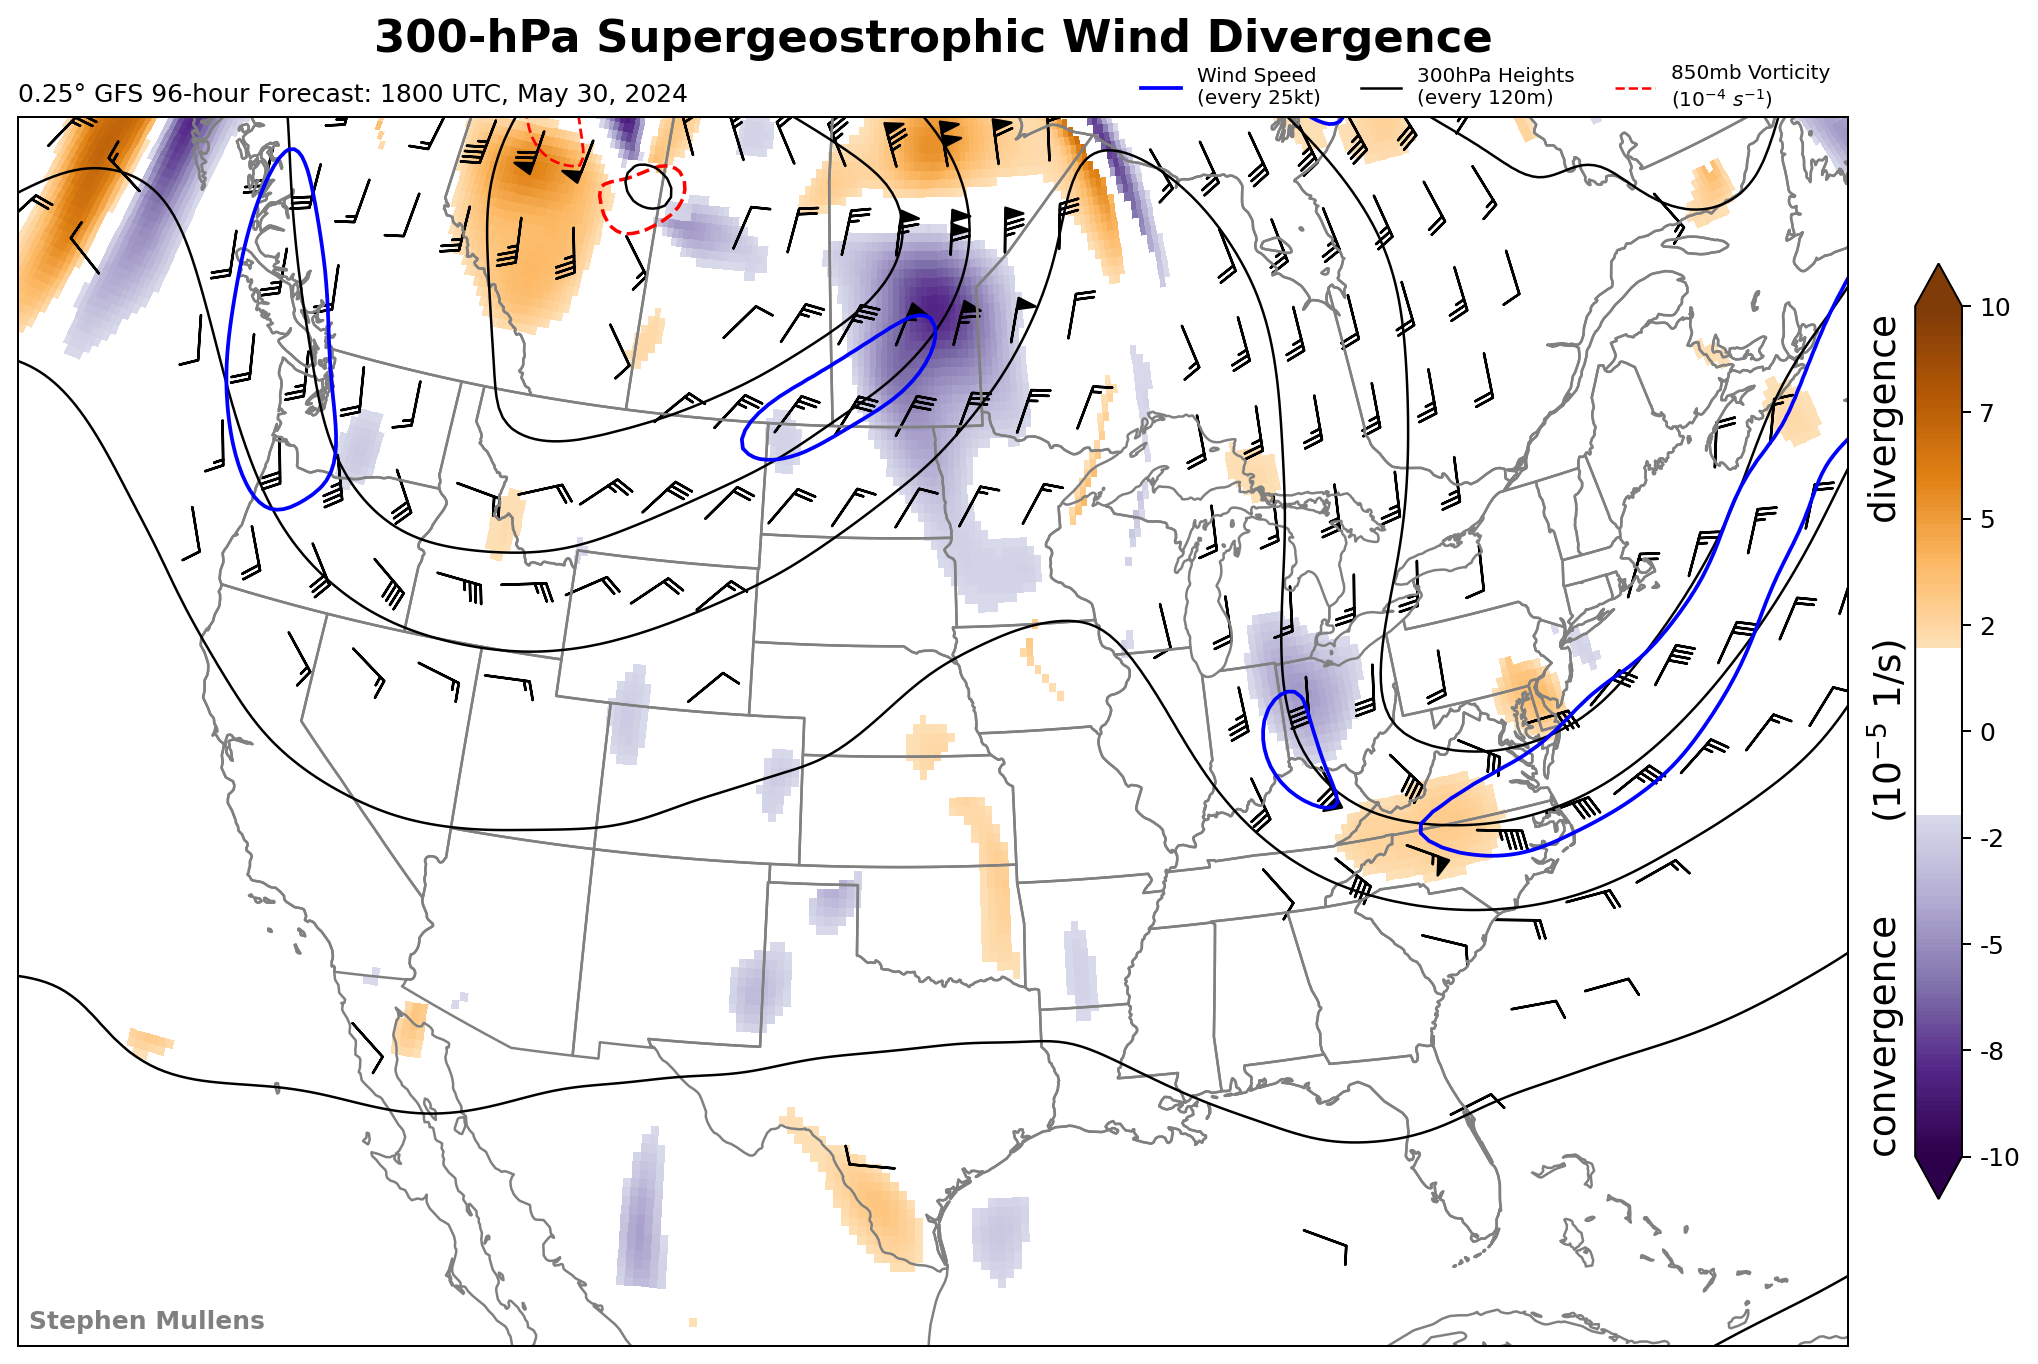 300-hPa Supergeostrophic Wind Divergence
0.25° GFS 96-hour Forecast: 1800 UTC, May 30, 2024
Wind Speed
(every 25kt)
300hPa Heights
(every 120m)
850mb Vorticity
(10⁻⁴ s⁻¹)
10
7
5
2
0
-2
-5
-8
-10
convergence (10⁻⁵ 1/s) divergence
Stephen Mullens